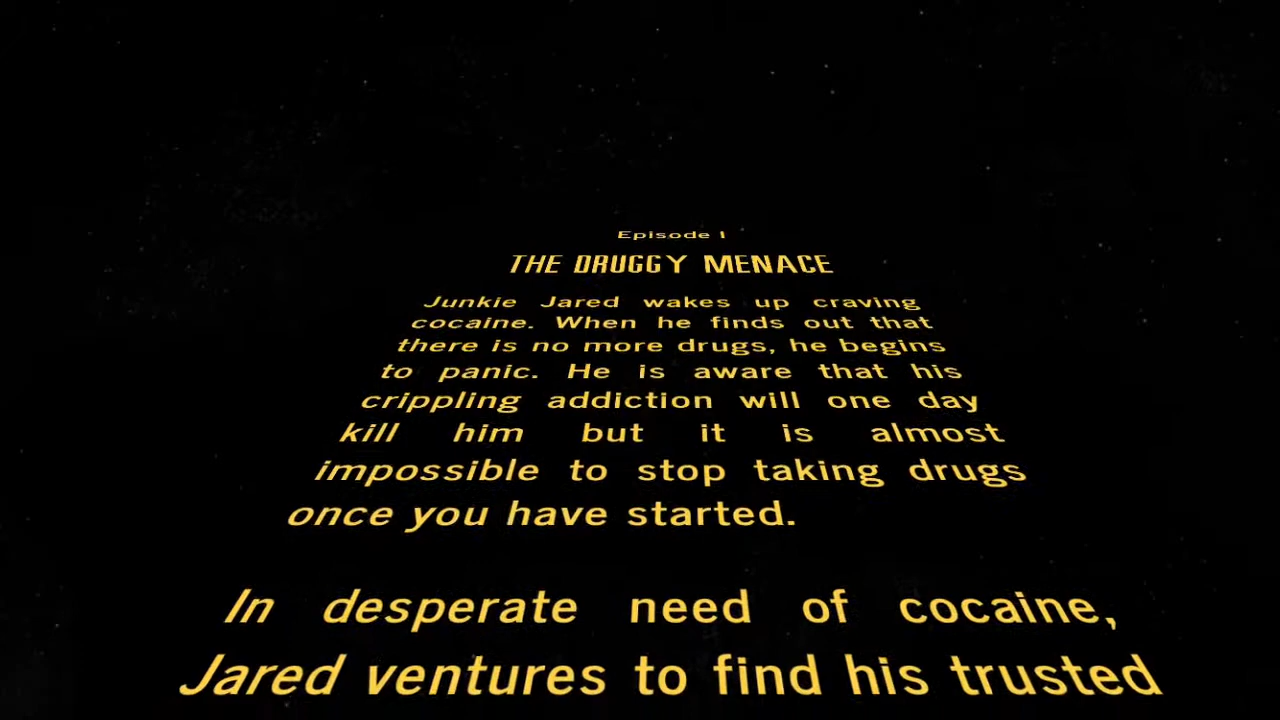 Episode I
THE DRUGGY MENACE
Junkie Jared wakes up craving
cocaine. When he finds out that
there is no more drugs, he begins
to panic. He is aware that his
crippling addiction will one day
kill him but it is almost
impossible to stop taking drugs
once you have started.
In desperate need of cocaine,
Jared ventures to find his trusted